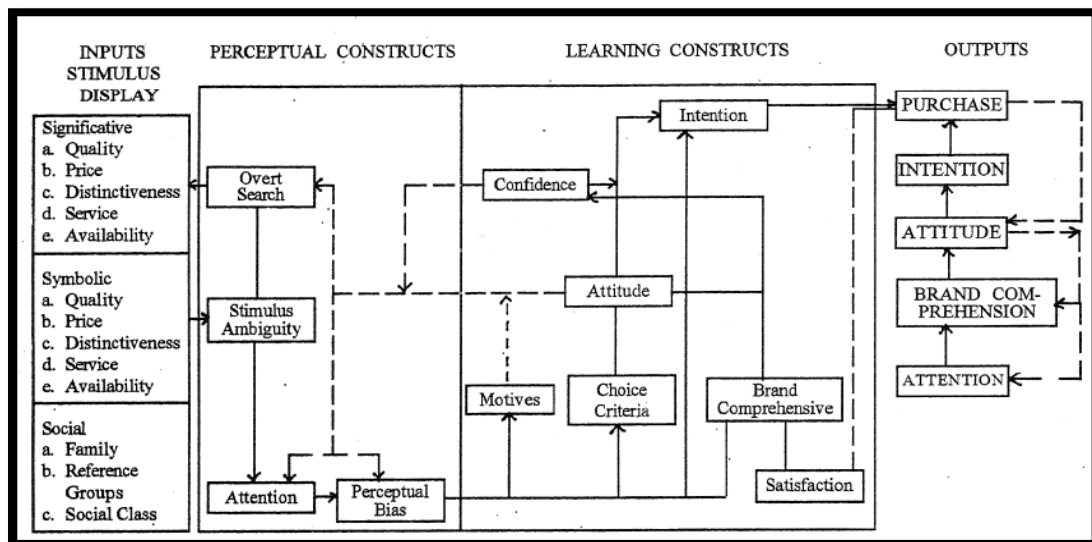 INPUTS
STIMULUS
DISPLAY
PERCEPTUAL CONSTRUCTS
LEARNING CONSTRUCTS
OUTPUTS
Significative
a. Quality
b. Price
c. Distinctiveness
d. Service
e. Availability
Symbolic
a. Quality
b. Price
c. Distinctiveness
d. Service
e. Availability
Social
a. Family
b. Reference
Groups
c. Social Class
Overt
Search
Stimulus
Ambiguity
Attention
Perceptual
Bias
Intention
Confidence
Attitude
Motives
Choice
Criteria
Brand
Comprehensive
Satisfaction
PURCHASE
INTENTION
ATTITUDE
BRAND COM-
PREHENSION
ATTENTION